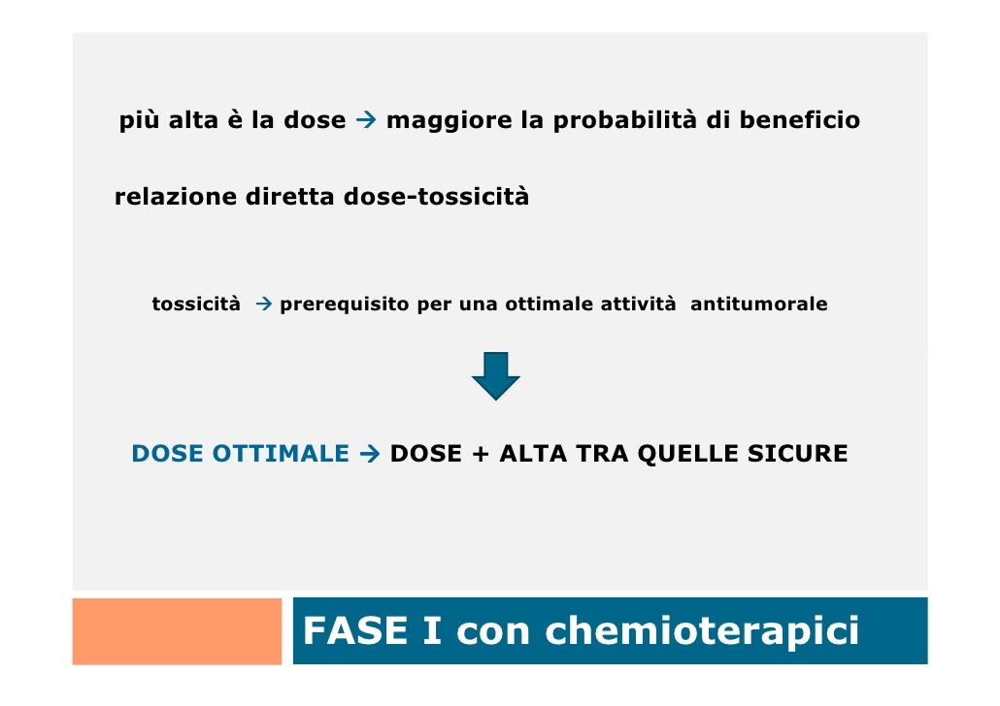 più alta è la dose → maggiore la probabilità di beneficio
relazione diretta dose-tossicità
tossicità → prerequisito per una ottimale attività antitumorale
DOSE OTTIMALE → DOSE + ALTA TRA QUELLE SICURE
FASE I con chemioterapici